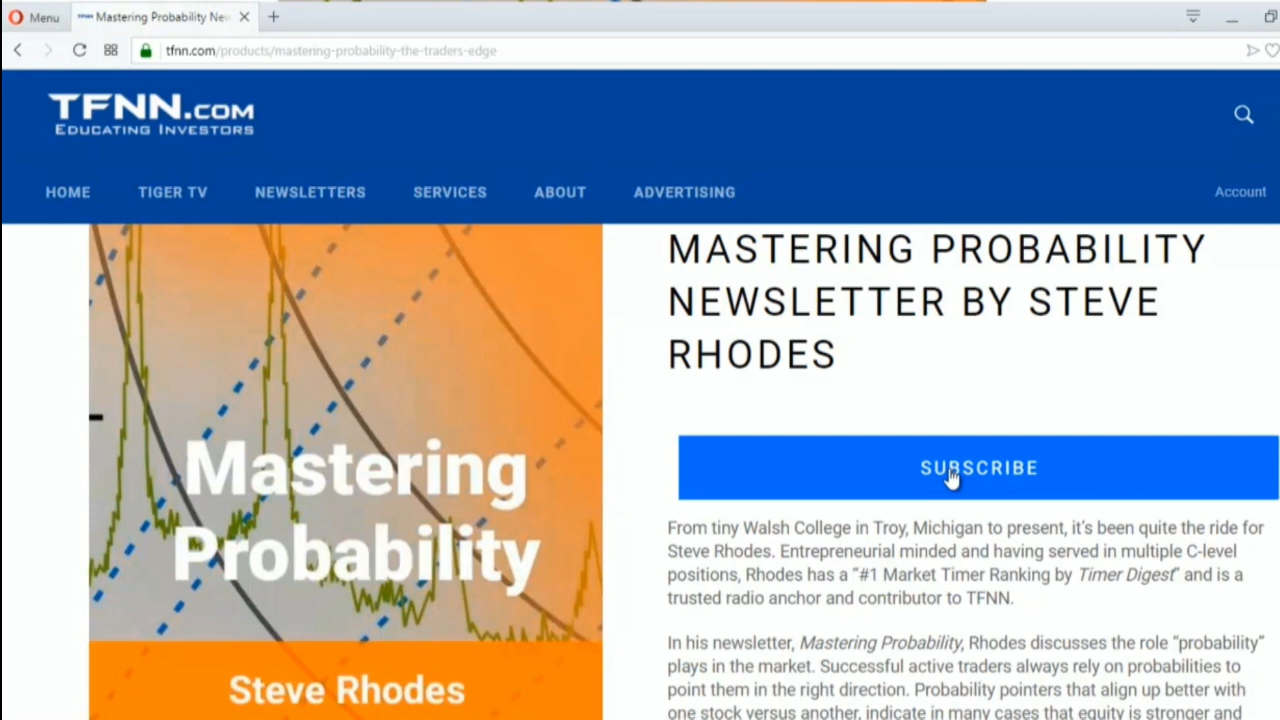 Menu
TFNN Mastering Probability New
tfnn.com/products/mastering-probability-the-traders-edge
TFNN.COM
EDUCATING INVESTORS
HOME TIGER TV NEWSLETTERS SERVICES ABOUT ADVERTISING Account
MASTERING PROBABILITY
NEWSLETTER BY STEVE
RHODES
Mastering
Probability
Steve Rhodes
SUBSCRIBE
From tiny Walsh College in Troy, Michigan to present, it's been quite the ride for
Steve Rhodes. Entrepreneurial minded and having served in multiple C-level
positions, Rhodes has a “#1 Market Timer Ranking by Timer Digest” and is a
trusted radio anchor and contributor to TFNN.
In his newsletter, Mastering Probability, Rhodes discusses the role “probability”
plays in the market. Successful active traders always rely on probabilities to
point them in the right direction. Probability pointers that align up better with
one stock versus another, indicate in many cases that equity is stronger and